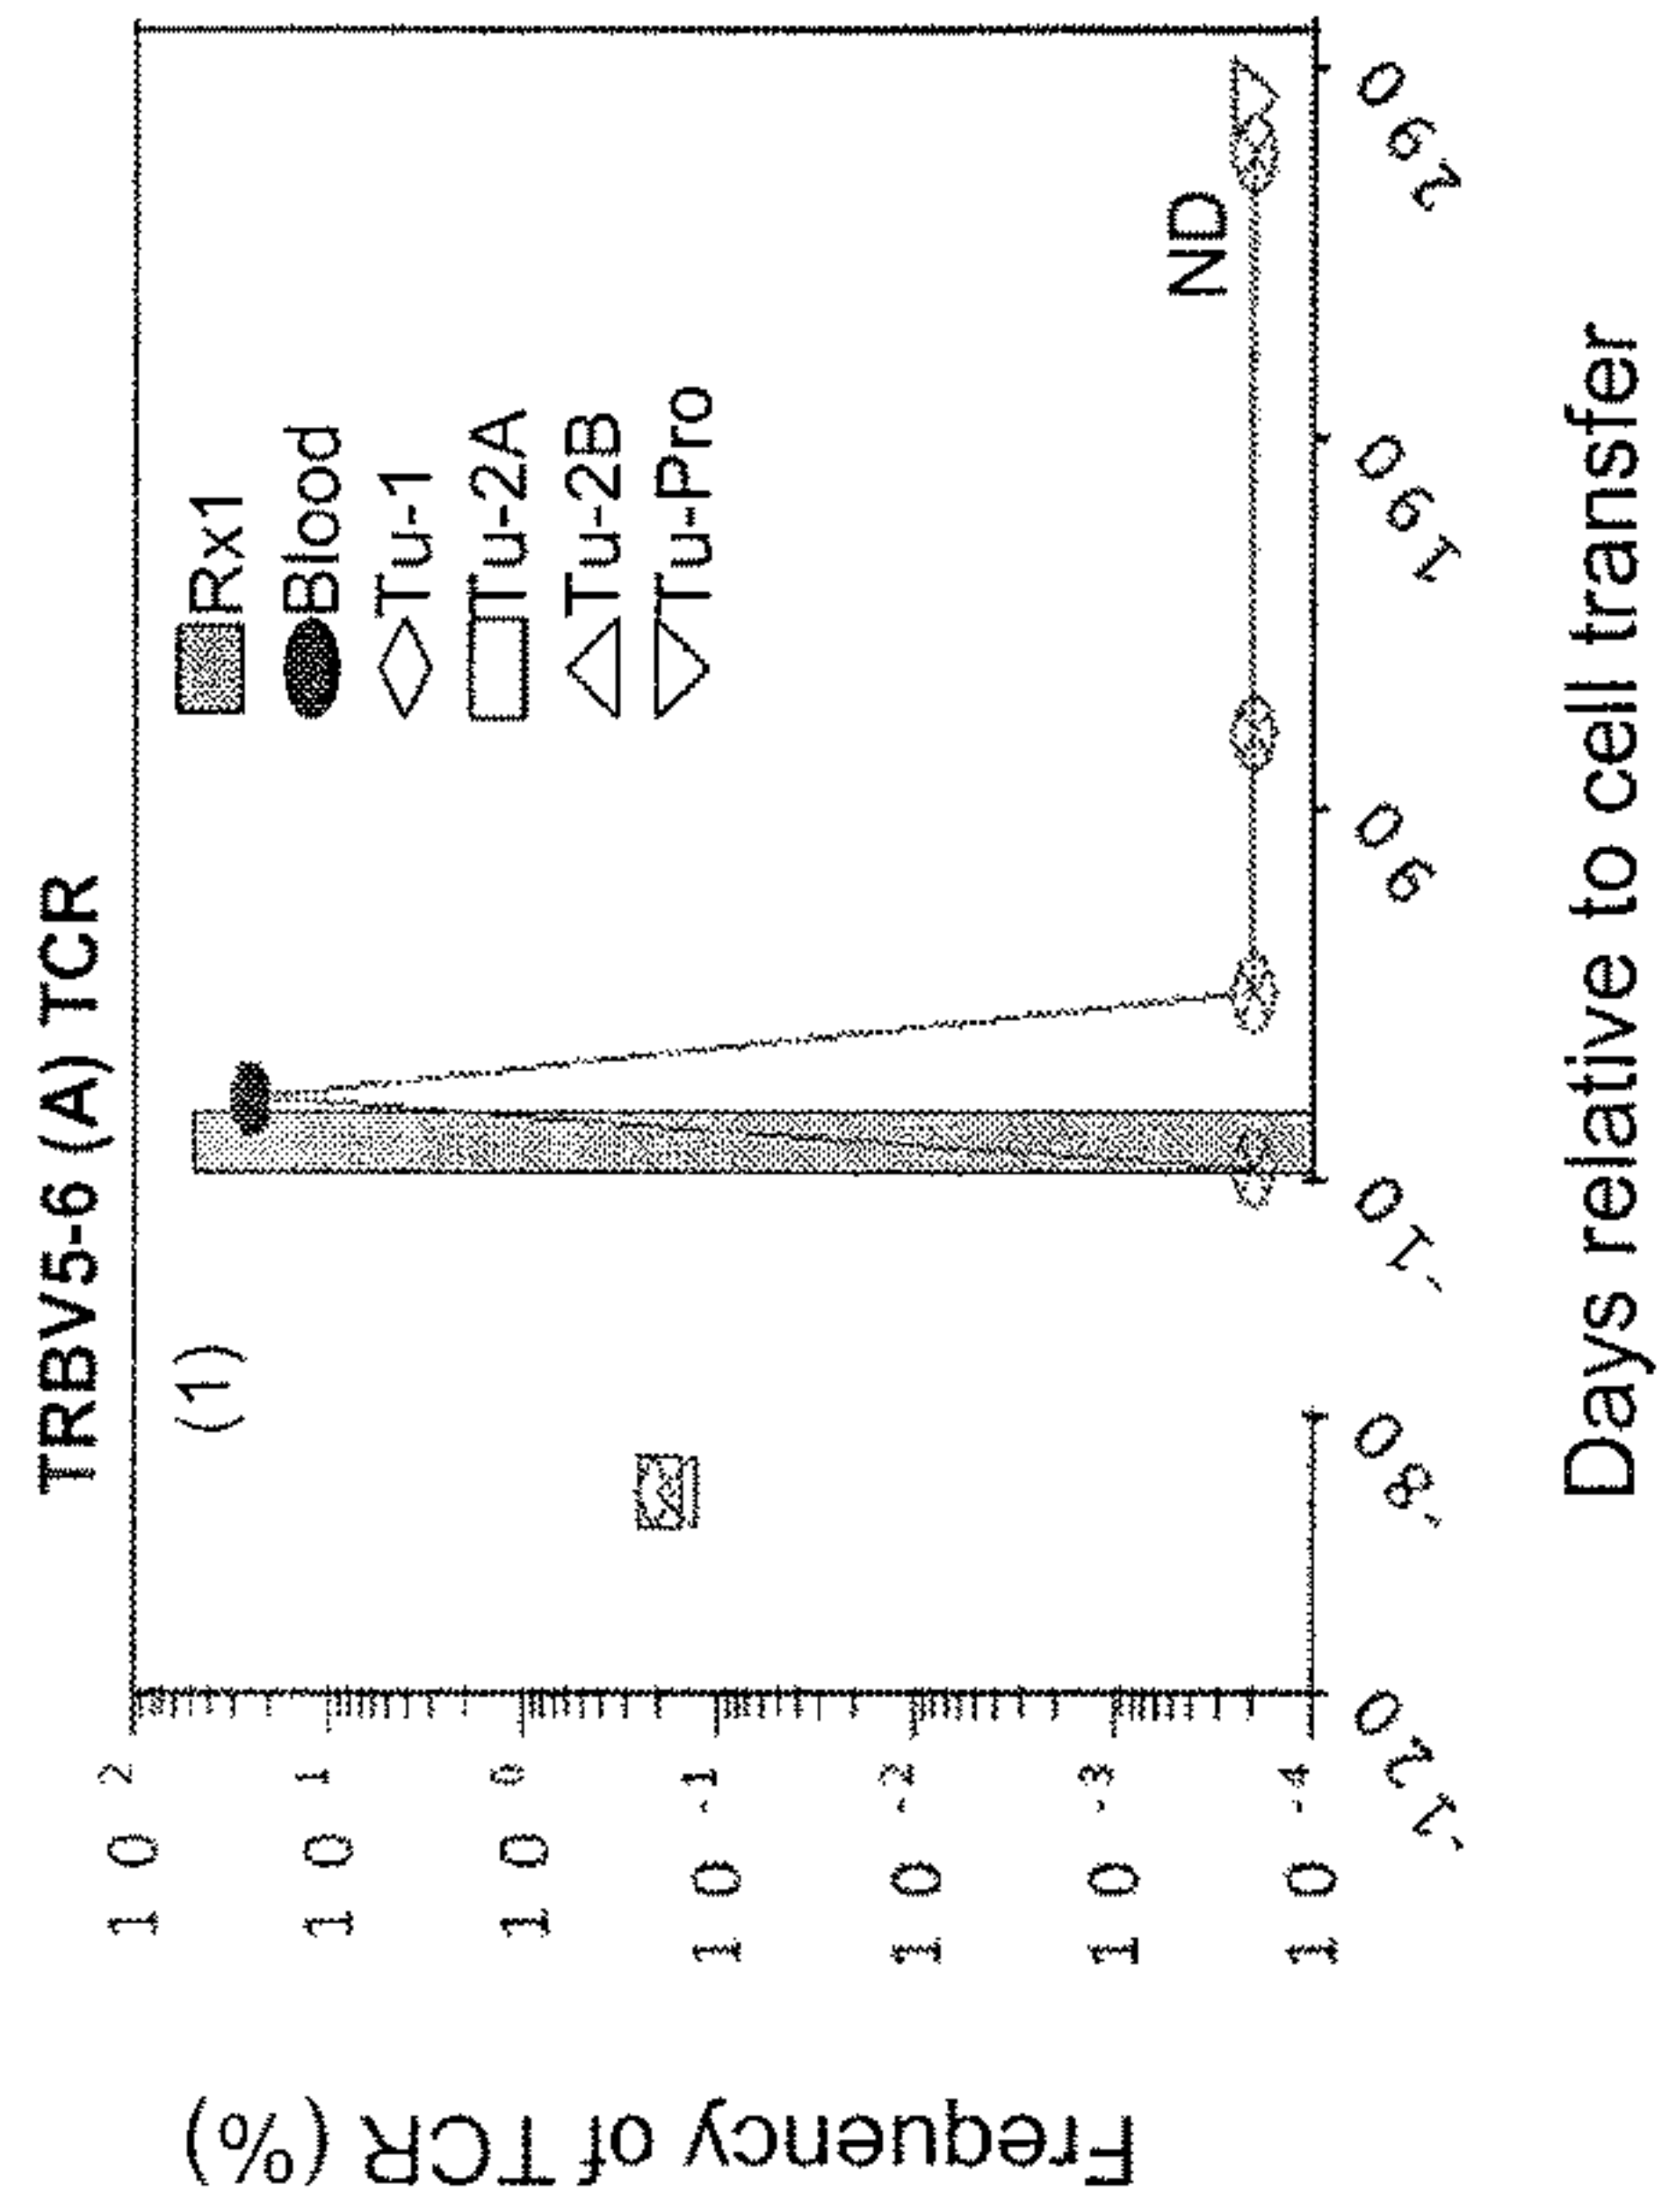 TRBV5-6 (A) TCR
(1)
Rx1
Blood
Tu-1
Tu-2A
Tu-2B
Tu-Pro
ND
10 2
10 1
10 0
10 -1
10 -2
10 -3
10 -4
Frequency of TCR (%)
-120
-80
-10
90
190
290
Days relative to cell transfer